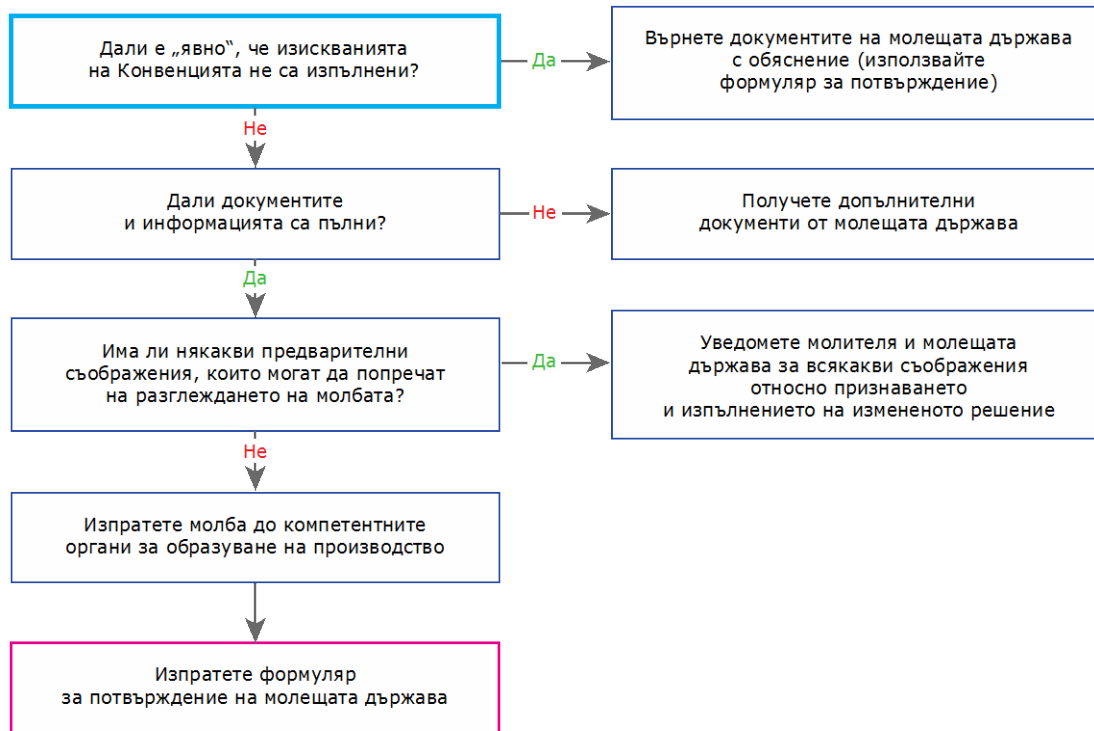 Дали е „явно“, че изискванията
на Конвенцията не са изпълнени?
Да
Върнете документите на молещата държава
с обяснение (използвайте
формуляр за потвърждение)
Не
Дали документите
и информацията са пълни?
Не
Получете допълнителни
документи от молещата държава
Да
Има ли някакви предварителни
съображения, които могат да попречат
на разглеждането на молбата?
Да
Уведомете молителя и молещата
държава за всякакви съображения
относно признаването
и изпълнението на измененото решение
Не
Изпратете молба до компетентните
органи за образуване на производство
Изпратете формуляр
за потвърждение на молещата държава